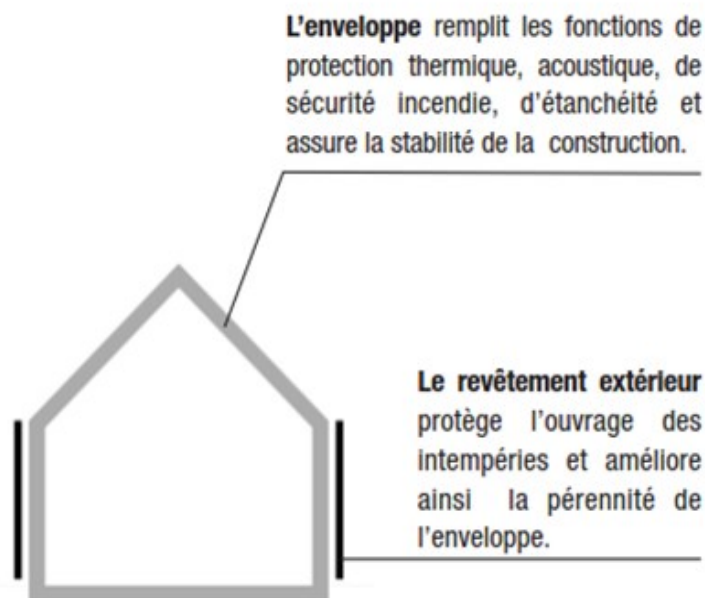 L’enveloppe remplit les fonctions de
protection thermique, acoustique, de
sécurité incendie, d’étanchéité et
assure la stabilité de la construction.
Le revêtement extérieur
protège l’ouvrage des
intempéries et améliore
ainsi la pérennité de
l’enveloppe.